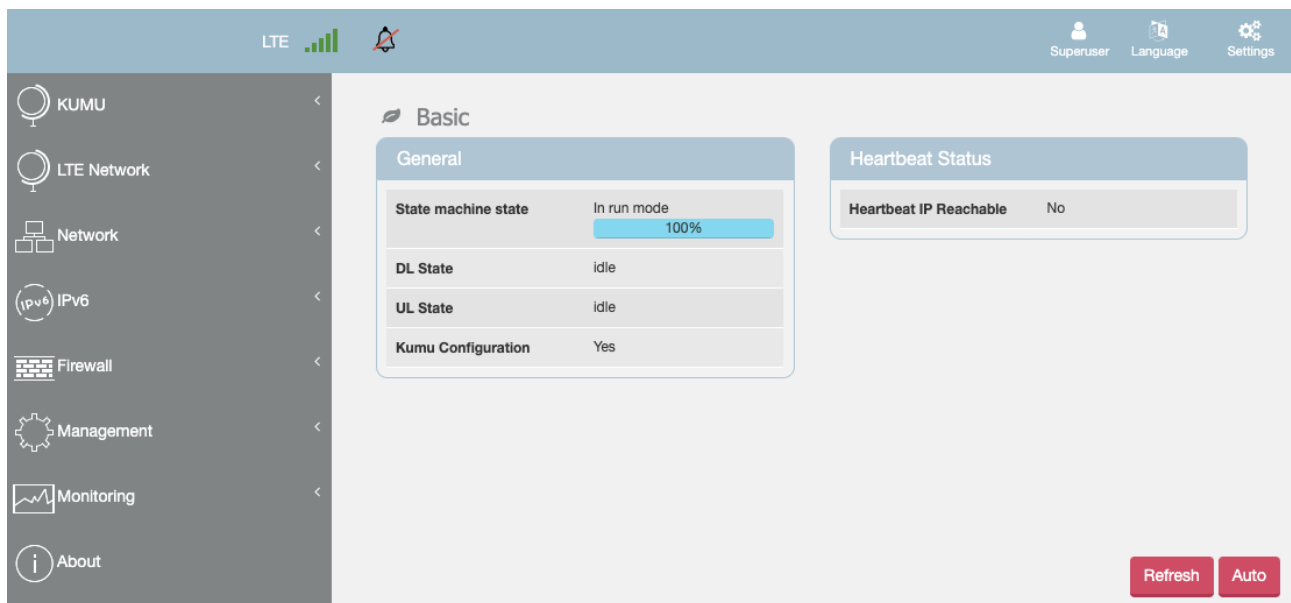 LTE
Superuser
Language
Settings
KUMU
LTE Network
Network
IPv6 IPv6
Firewall
Management
Monitoring
i About
Basic
General
State machine state In run mode
100%
DL State idle
UL State idle
Kumu Configuration Yes
Heartbeat Status
Heartbeat IP Reachable No
Refresh
Auto